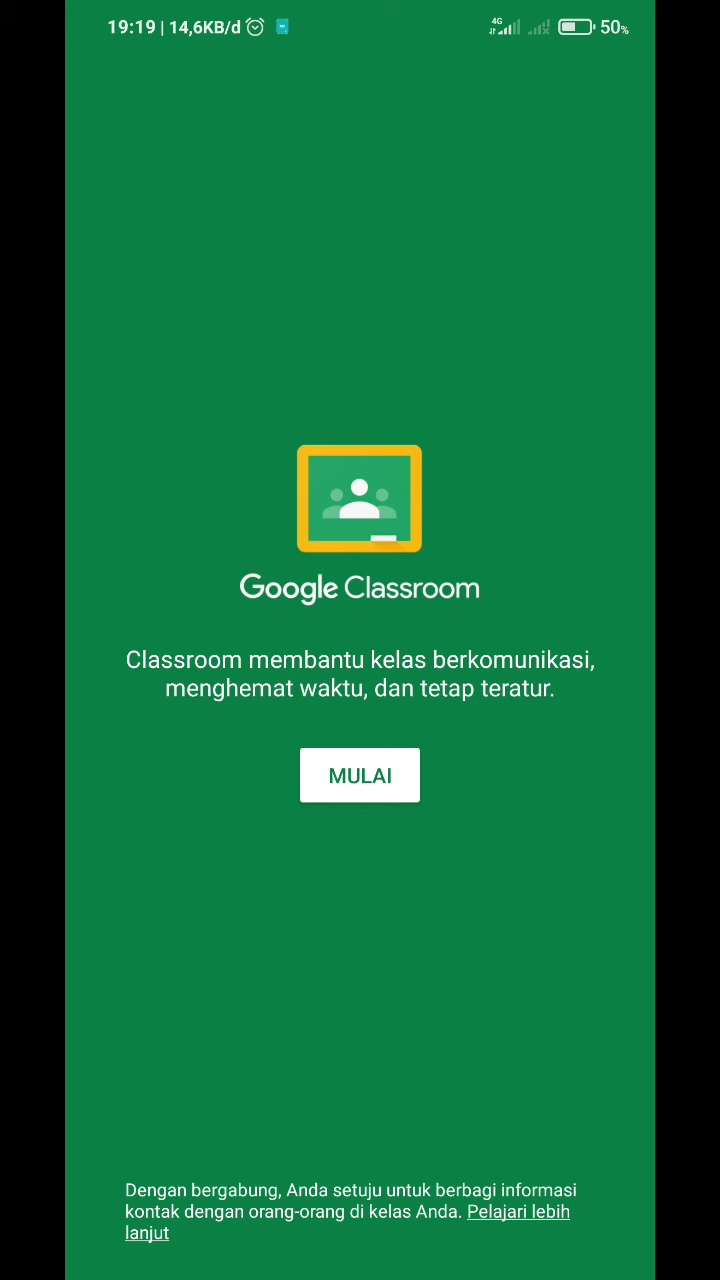 19:19 | 14,6KB/d
4G
50%
Google Classroom
Classroom membantu kelas berkomunikasi,
menghemat waktu, dan tetap teratur.
MULAI
Dengan bergabung, Anda setuju untuk berbagi informasi
kontak dengan orang-orang di kelas Anda. Pelajari lebih
lanjut